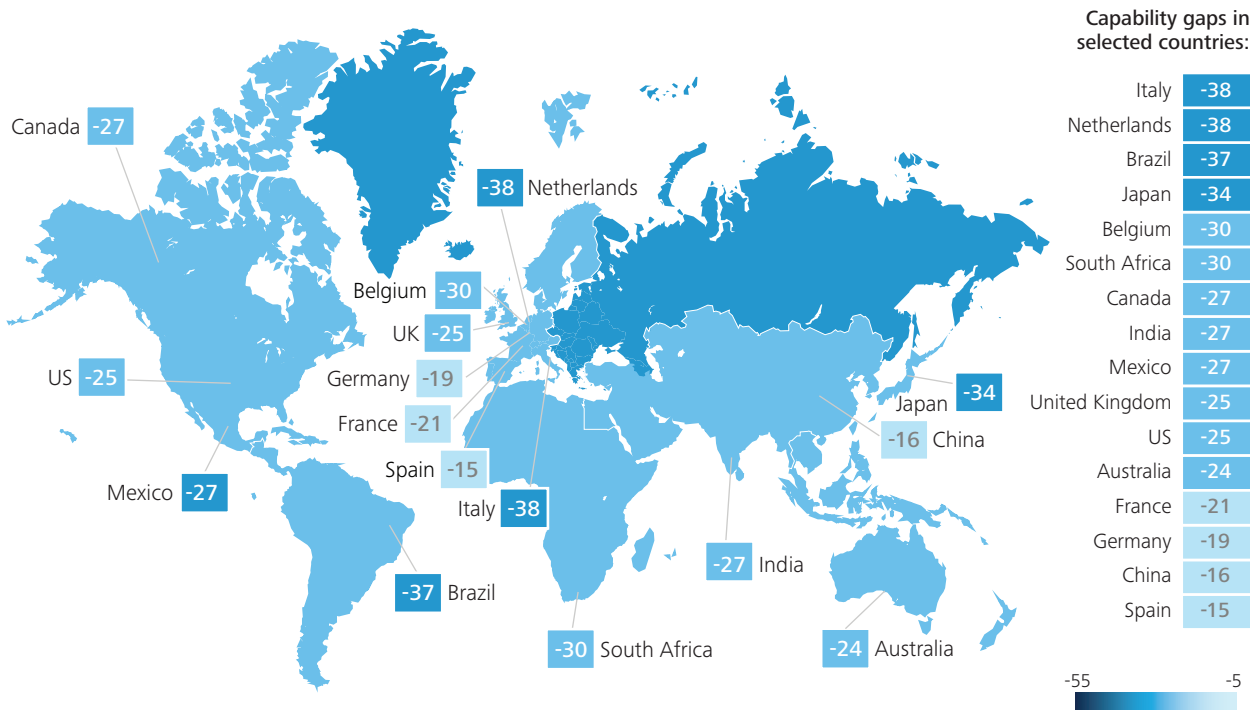 Capability gaps in
selected countries:
Canada -27
-38 Netherlands
Belgium -30
UK -25
US -25
Germany -19
France -21
Spain -15
Italy -38
Mexico -27
-37 Brazil
-30 South Africa
Japan -34
-16 China
-27 India
-24 Australia
Italy -38
Netherlands -38
Brazil -37
Japan -34
Belgium -30
South Africa -30
Canada -27
India -27
Mexico -27
United Kingdom -25
US -25
Australia -24
France -21
Germany -19
China -16
Spain -15
-55 -5